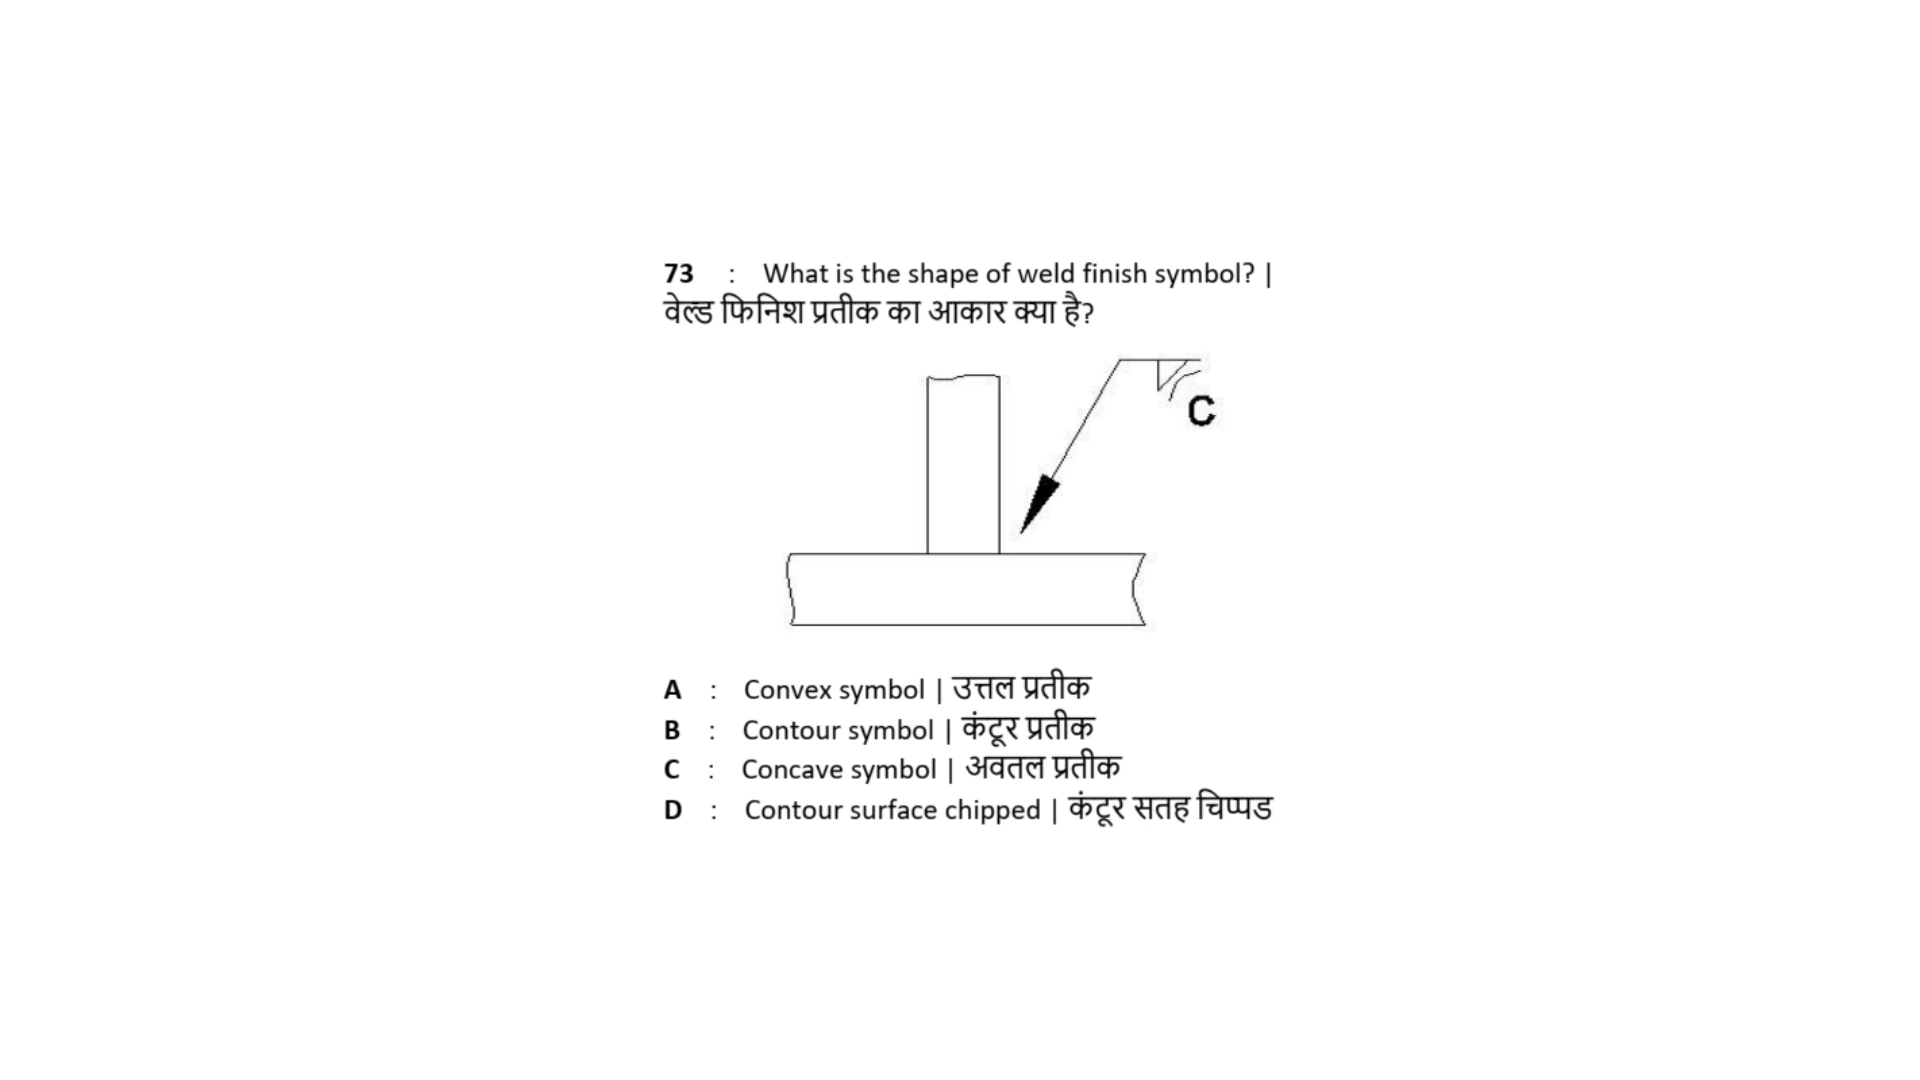 73 : What is the shape of weld finish symbol? |
वेल्ड फिनिश प्रतीक का आकार क्या है?
C
A : Convex symbol | उत्तल प्रतीक
B : Contour symbol | कंटूर प्रतीक
C : Concave symbol | अवतल प्रतीक
D : Contour surface chipped | कंटूर सतह चिप्पड